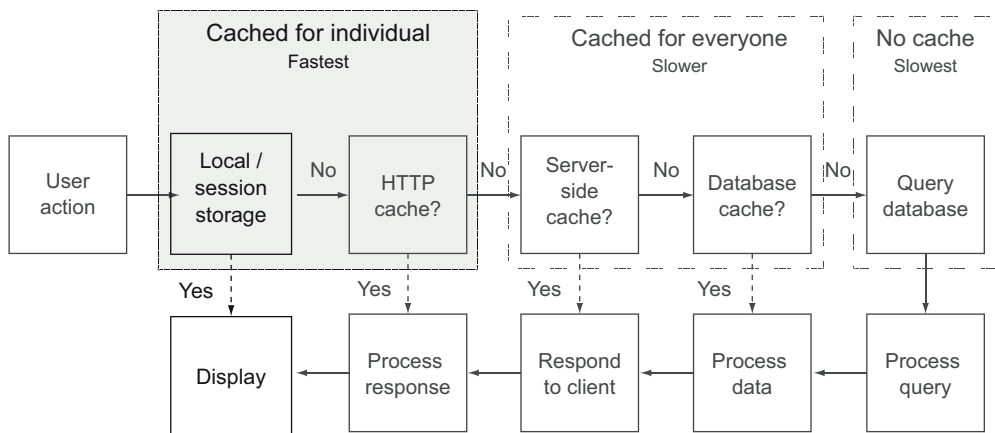 Cached for individual
Fastest
Cached for everyone
Slower
No cache
Slowest
User
action
Local /
session
storage
No
HTTP
cache?
No
Server-
side
cache?
No
Database
cache?
No
Query
database
Yes
Yes
Yes
Yes
Display
Process
response
Respond
to client
Process
data
Process
query